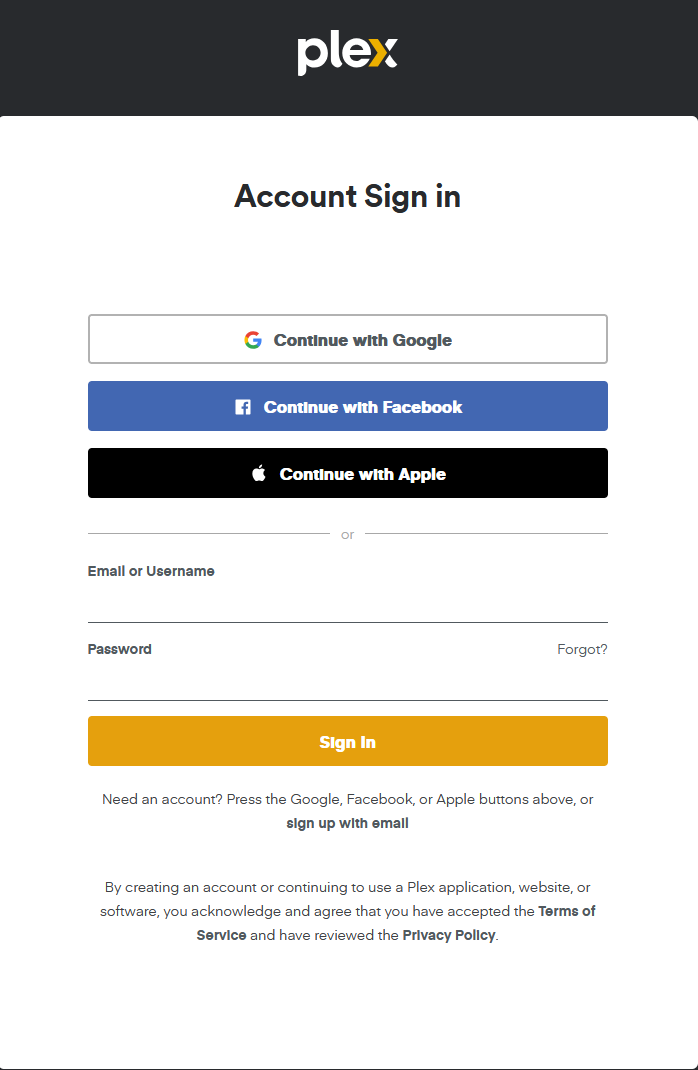 plex
Account Sign in
Continue with Google
Continue with Facebook
Continue with Apple
or
Email or Username
Password Forgot?
Sign In
Need an account? Press the Google, Facebook, or Apple buttons above, or
sign up with email
By creating an account or continuing to use a Plex application, website, or
software, you acknowledge and agree that you have accepted the Terms of
Service and have reviewed the Privacy Policy.